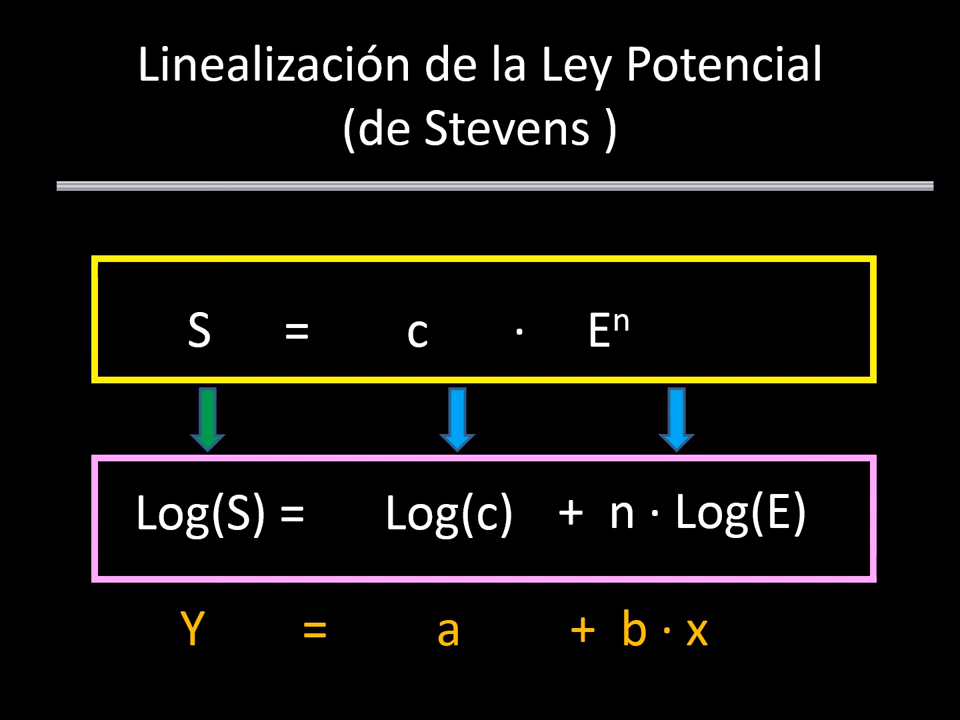 Linealización de la Ley Potencial
(de Stevens )
S = c · Eⁿ
Log(S) = Log(c) + n · Log(E)
Y = a + b · x